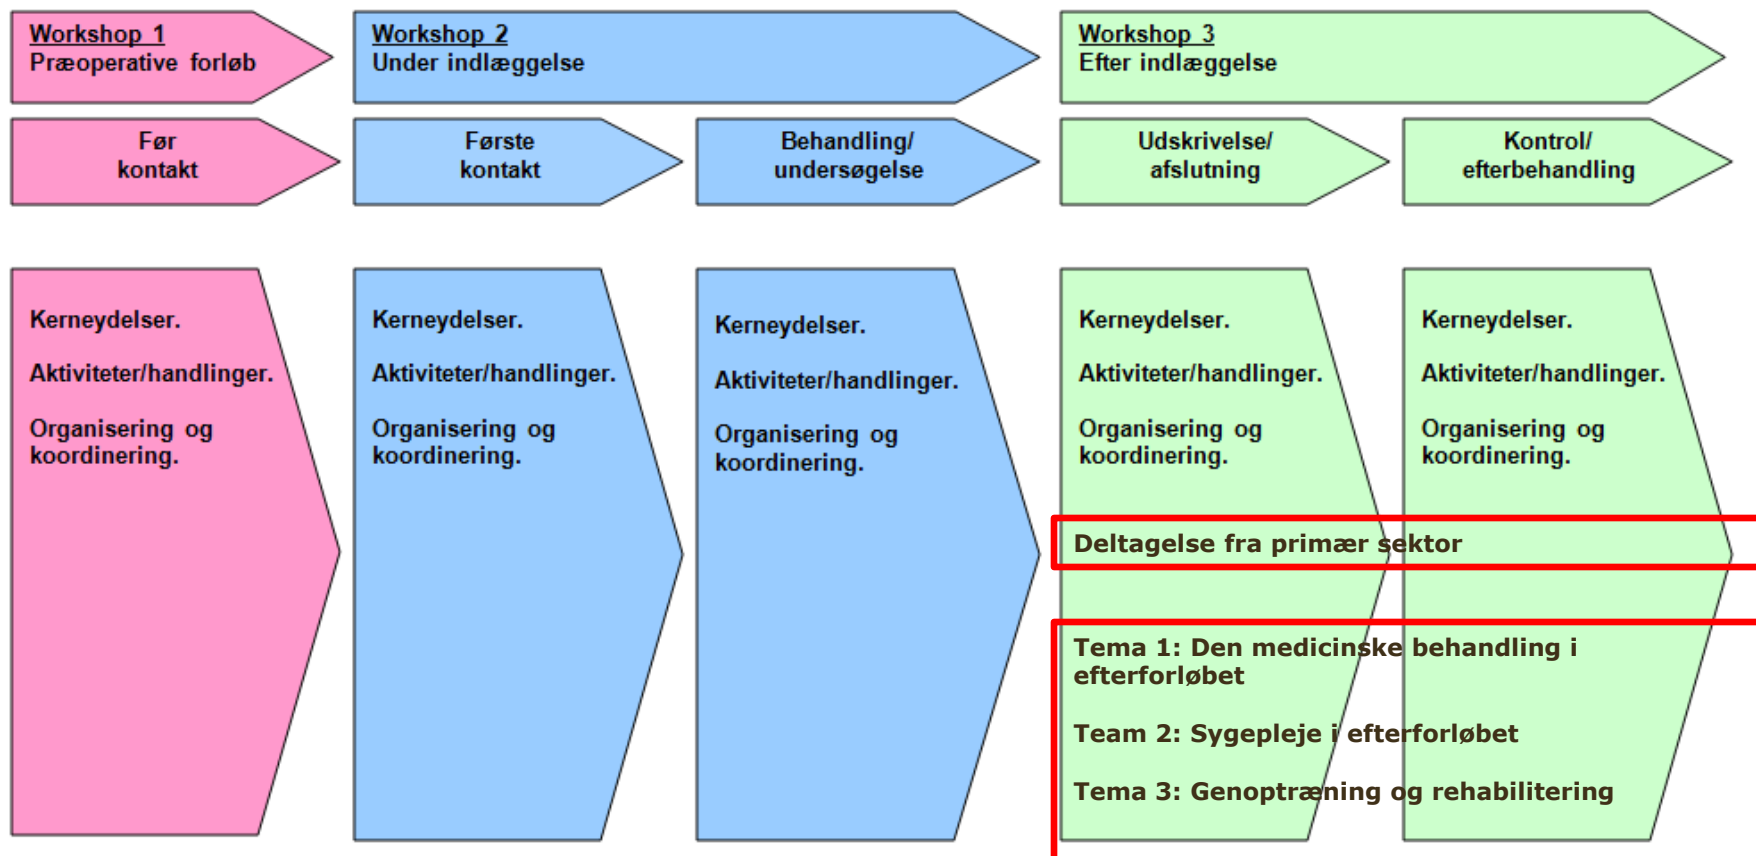 Workshop 1
Præoperative forløb
Workshop 2
Under indlæggelse
Workshop 3
Efter indlæggelse
Før
kontakt
Første
kontakt
Behandling/
undersøgelse
Udskrivelse/
afslutning
Kontrol/
efterbehandling
Kerneydelser.
Aktiviteter/handlinger.
Organisering og
koordinering.
Kerneydelser.
Aktiviteter/handlinger.
Organisering og
koordinering.
Kerneydelser.
Aktiviteter/handlinger.
Organisering og
koordinering.
Kerneydelser.
Aktiviteter/handlinger.
Organisering og
koordinering.
Kerneydelser.
Aktiviteter/handlinger.
Organisering og
koordinering.
Deltagelse fra primær sektor
Tema 1: Den medicinske behandling i
efterforløbet
Team 2: Sygepleje i efterforløbet
Tema 3: Genoptræning og rehabilitering